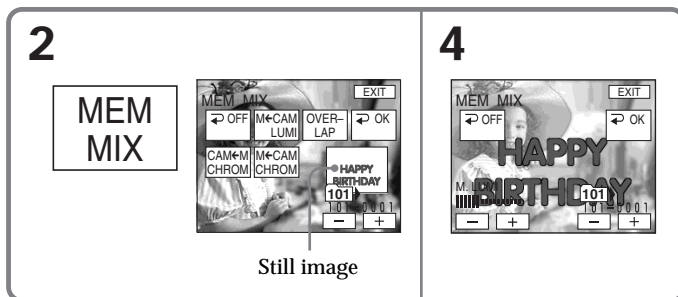 2
MEM
MIX
EXIT
MEM MIX
⮌ OFF
M←CAM
LUMI
OVER–
LAP
⮌ OK
CAM←M
CHROM
M←CAM
CHROM
HAPPY
BIRTHDAY
101
101–0001
– +
Still image
4
EXIT
MEM MIX
⮌ OFF
⮌ OK
HAPPY
BIRTHDAY
M. LUMI
101
101–0001
– +
– +